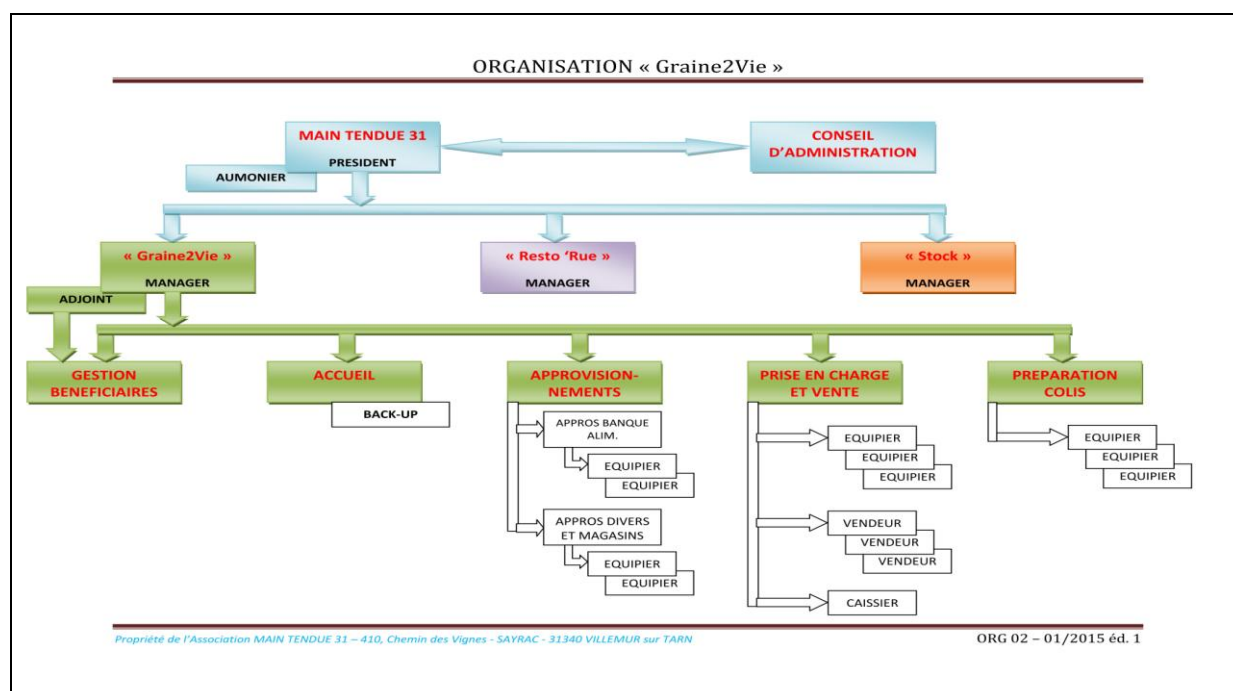 ORGANISATION « Graine2Vie »
MAIN TENDUE 31
PRESIDENT
CONSEIL
D'ADMINISTRATION
AUMONIER
« Graine2Vie »
MANAGER
« Resto 'Rue »
MANAGER
« Stock »
MANAGER
ADJOINT
GESTION
BENEFICIAIRES
ACCUEIL
BACK-UP
APPROVISION-
NEMENTS
APPROS BANQUE
ALIM.
EQUIPIER
EQUIPIER
APPROS DIVERS
ET MAGASINS
EQUIPIER
EQUIPIER
PRISE EN CHARGE
ET VENTE
EQUIPIER
EQUIPIER
EQUIPIER
VENDEUR
VENDEUR
VENDEUR
CAISSIER
PREPARATION
COLIS
EQUIPIER
EQUIPIER
EQUIPIER
Propriété de l'Association MAIN TENDUE 31 – 410, Chemin des Vignes - SAYRAC - 31340 VILLEMUR sur TARN
ORG 02 – 01/2015 éd. 1